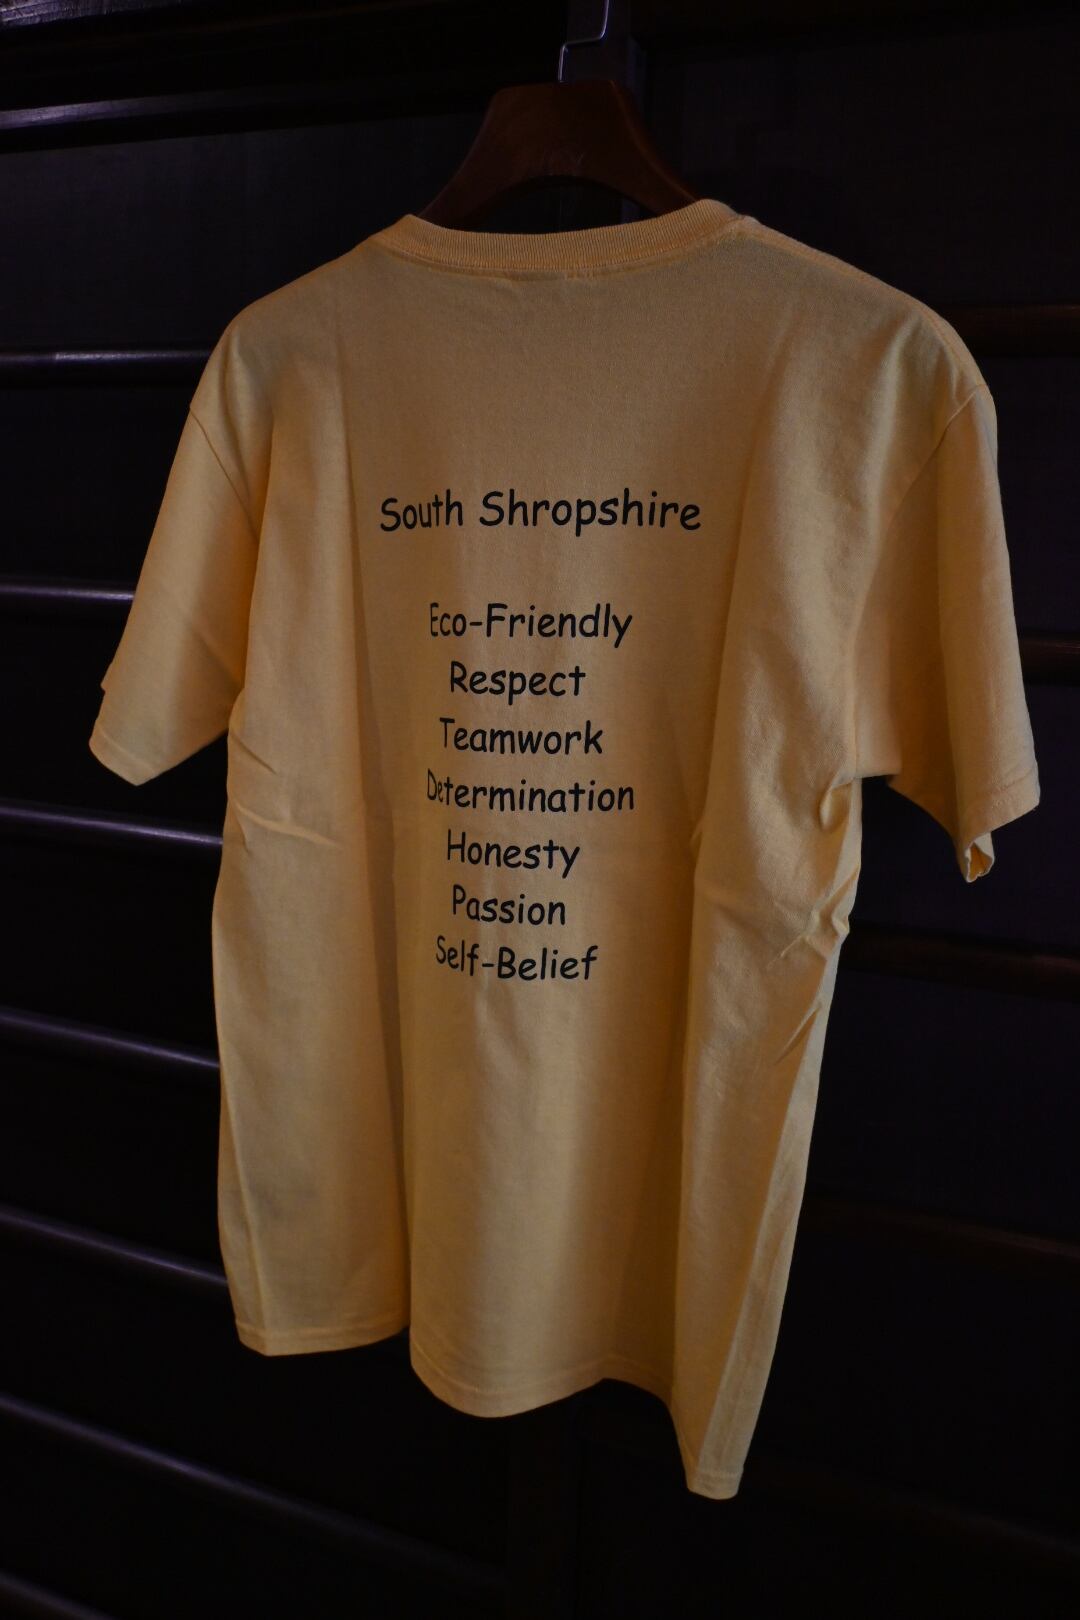 South Shropshire
Eco-Friendly
Respect
Teamwork
Determination
Honesty
Passion
Self-Belief